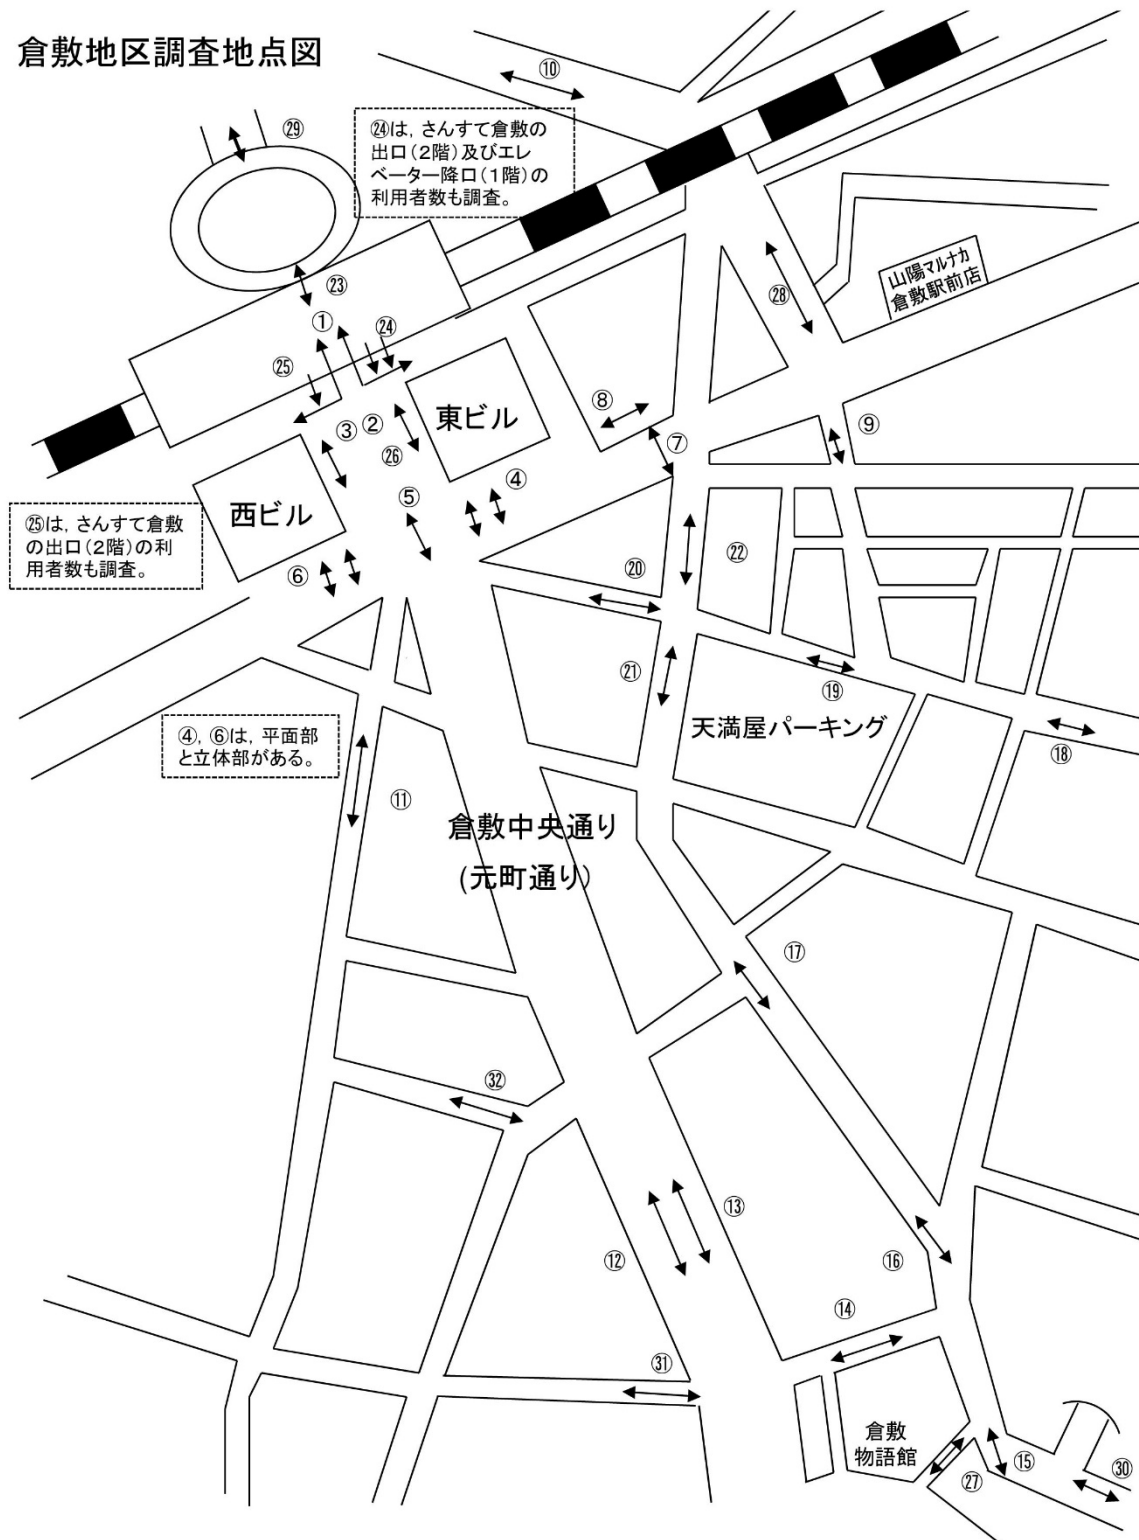 倉敷地区調査地点図
⑩
㉙
㉔は，さんすて倉敷の
出口（2階）及びエレ
ベーター降口（1階）の
利用者数も調査。
㉓
山陽マルナカ
倉敷駅前店
㉘
①
㉔
㉕
②
③
東ビル
⑧
⑨
㉖
⑦
④
⑤
西ビル
㉕は，さんすて倉敷
の出口（2階）の利
用者数も調査。
㉒
⑥
⑳
㉑
⑲
天満屋パーキング
④，⑥は，平面部
と立体部がある。
⑱
⑪
倉敷中央通り
(元町通り)
⑰
㉜
⑬
⑫
⑯
⑭
㉛
倉敷
物語館
⑮
㉚
㉗